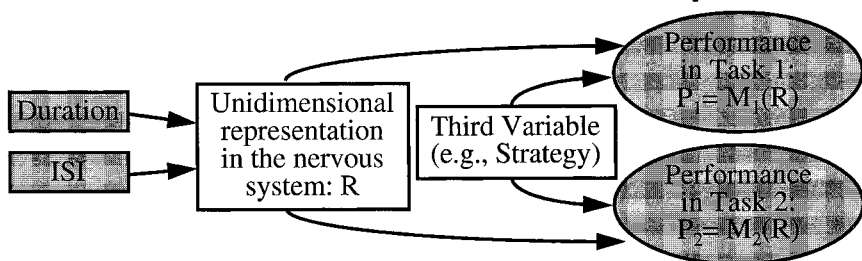 Duration
ISI
Unidimensional
representation
in the nervous
system: R
Third Variable
(e.g., Strategy)
Performance
in Task 1:
P₁= M₁(R)
Performance
in Task 2:
P₂= M₂(R)